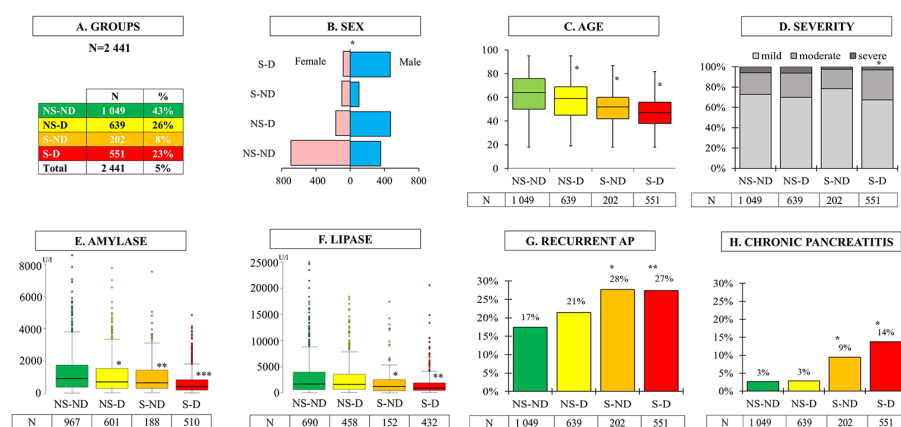 A. GROUPS
N=2 441
N %
NS-ND 1 049 43%
NS-D 639 26%
S-ND 202 8%
S-D 551 23%
Total 2 441 5%
B. SEX
*
Female Male
S-D
S-ND
NS-D
NS-ND
800 400 0 400 800
C. AGE
100
80
60
40
20
0
* * *
NS-ND NS-D S-ND S-D
N 1 049 639 202 551
D. SEVERITY
mild moderate severe
*
100%
80%
60%
40%
20%
0%
NS-ND NS-D S-ND S-D
N 1 049 639 202 551
E. AMYLASE
U/l
8000
6000
4000
2000
0
* ** ***
NS-ND NS-D S-ND S-D
N 967 601 188 510
F. LIPASE
U/l
25000
20000
15000
10000
5000
0
* **
NS-ND NS-D S-ND S-D
N 690 458 152 432
G. RECURRENT AP
* **
30%
25%
20%
15%
10%
5%
0%
17% 21% 28% 27%
NS-ND NS-D S-ND S-D
N 1 049 639 202 551
H. CHRONIC PANCREATITIS
30%
25%
20%
15%
10%
5%
0%
* *
3% 3% 9% 14%
NS-ND NS-D S-ND S-D
N 1 049 639 202 551